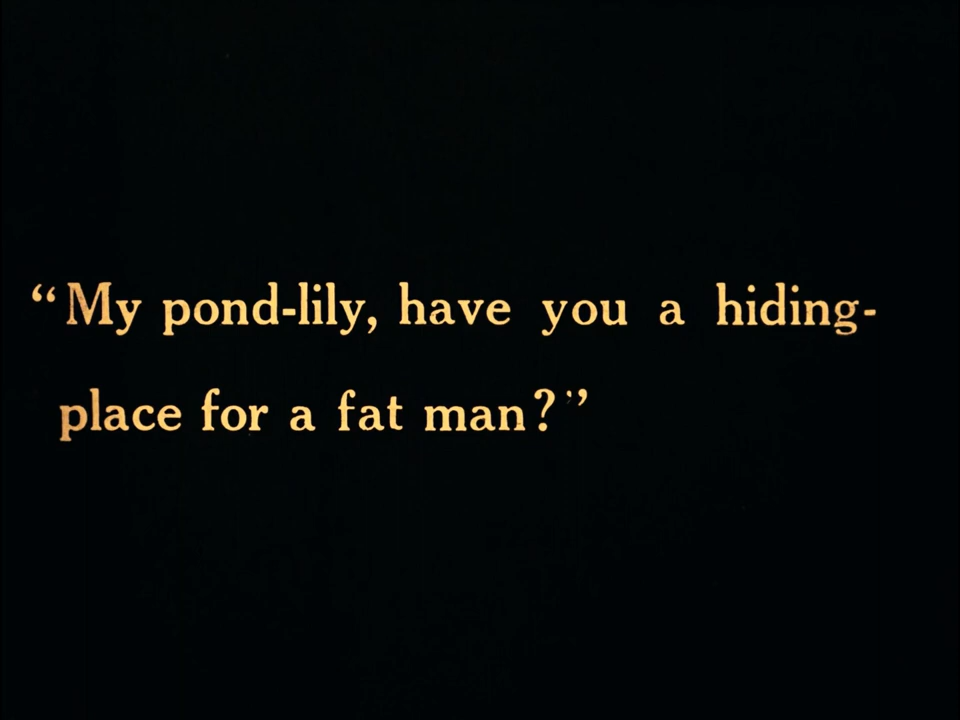 “My pond-lily, have you a hiding-
place for a fat man?”